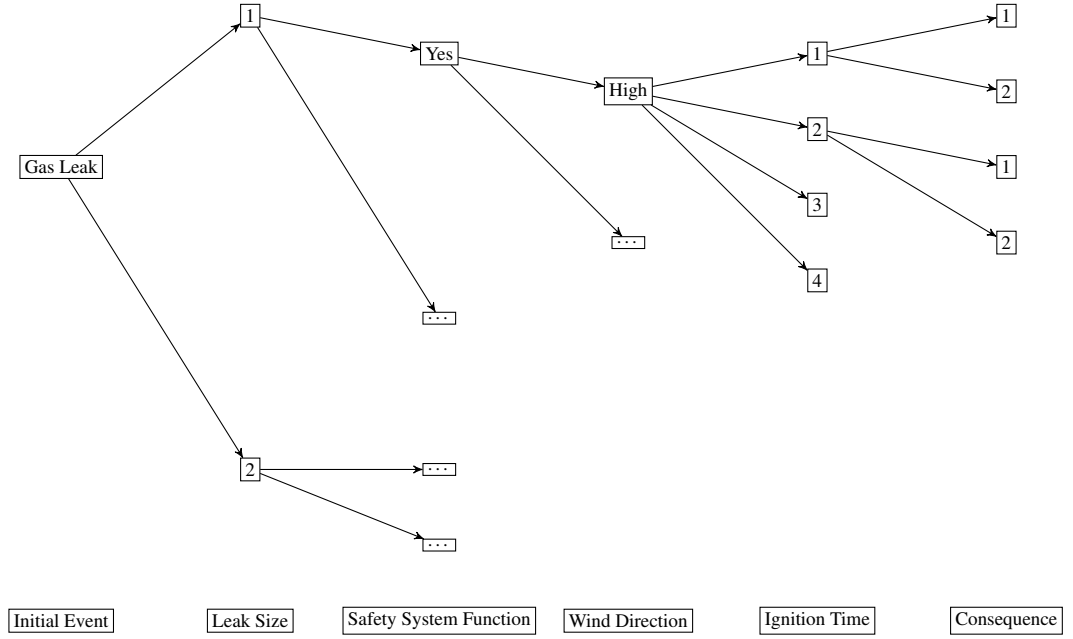 1
1
Yes
1
High
2
2
Gas Leak
1
3
···
2
4
···
2
···
···
Initial Event
Leak Size
Safety System Function
Wind Direction
Ignition Time
Consequence